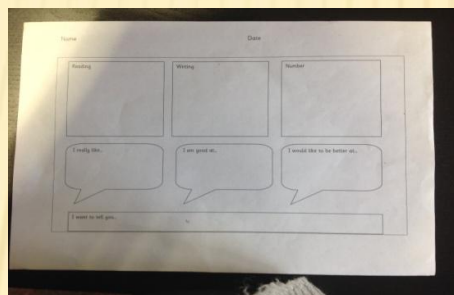 Name Date
Reading Writing Number
I really like.. I am good at.. I would like to be better at..
I want to tell you..